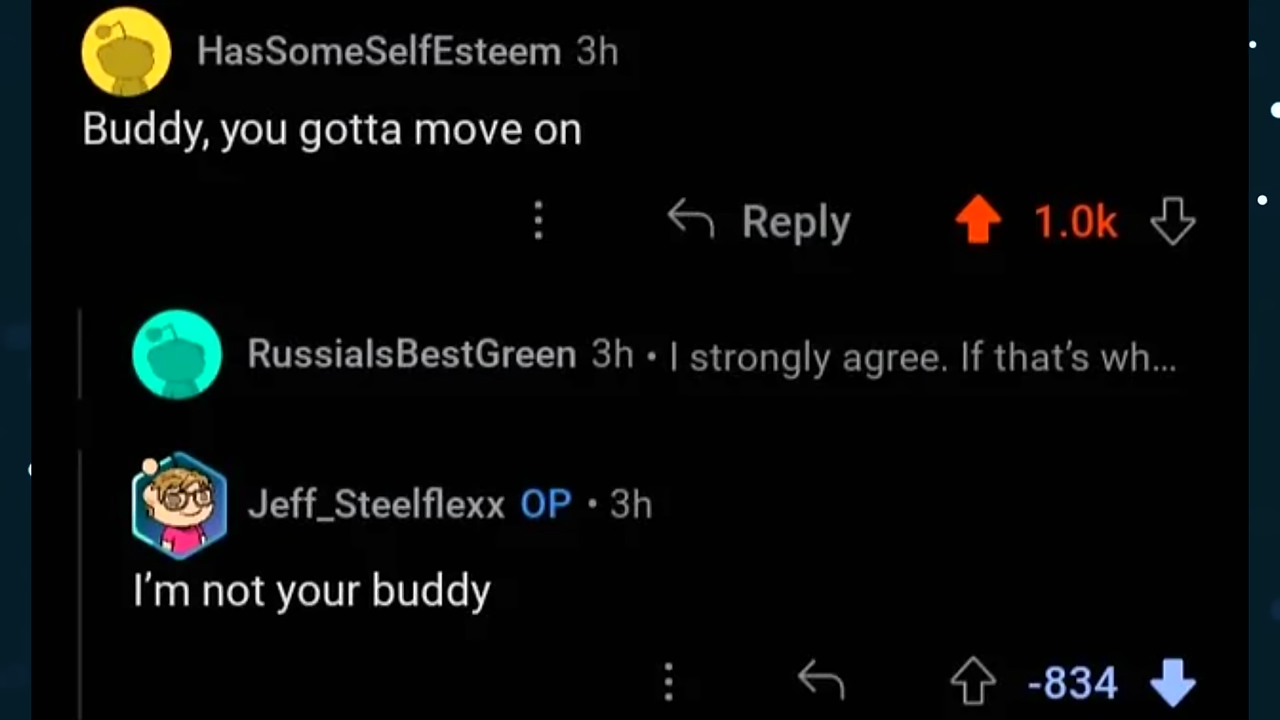 HasSomeSelfEsteem 3h
Buddy, you gotta move on
Reply 1.0k
RussiaIsBestGreen 3h • I strongly agree. If that's wh...
Jeff_Steelflexx OP • 3h
I'm not your buddy
-834